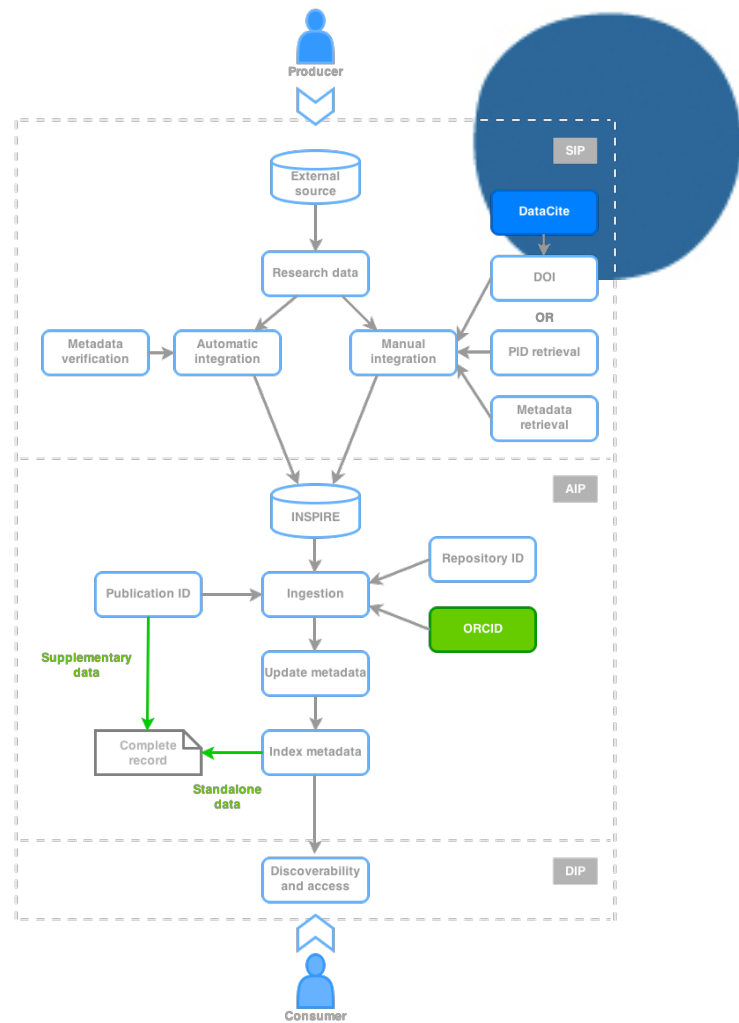 Producer
SIP
External
source
DataCite
Research data
DOI
OR
Metadata
verification
Automatic
integration
Manual
integration
PID retrieval
Metadata
retrieval
AIP
INSPIRE
Repository ID
Publication ID
Ingestion
ORCID
Supplementary
data
Update metadata
Complete
record
Index metadata
Standalone
data
Discoverability
and access
DIP
Consumer